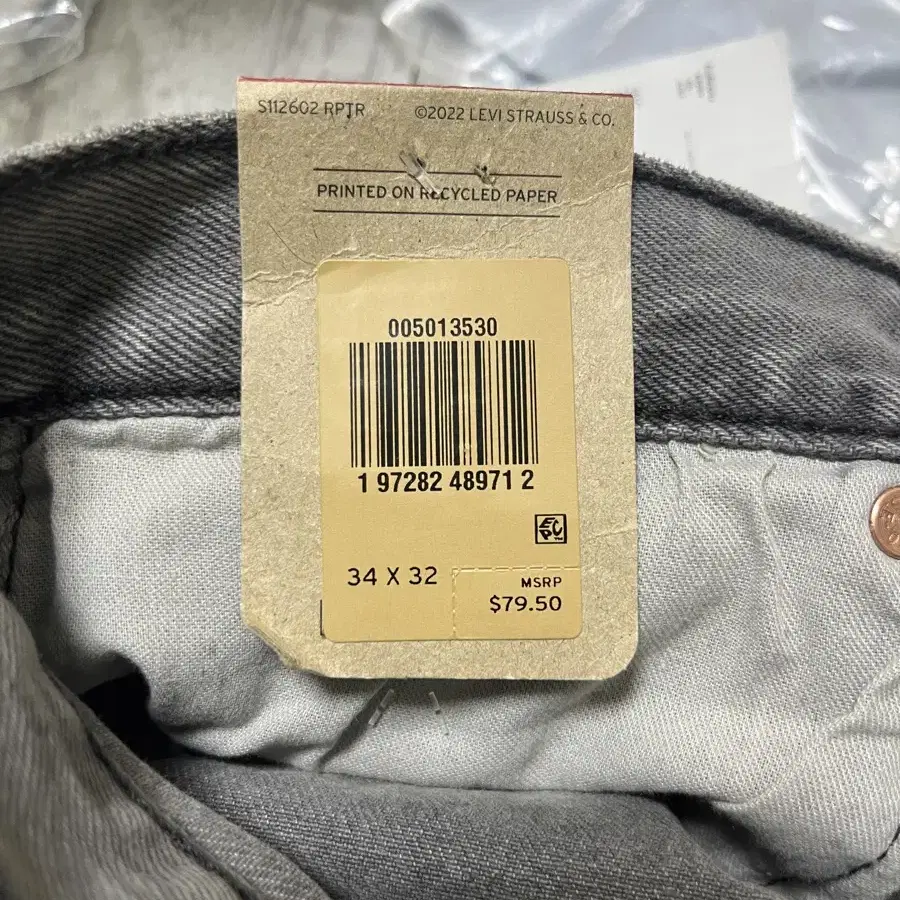 S112602 RPTR ©2022 LEVI STRAUSS & CO.
PRINTED ON RECYCLED PAPER
005013530
1 97282 48971 2
EPC
34 X 32
MSRP
$79.50